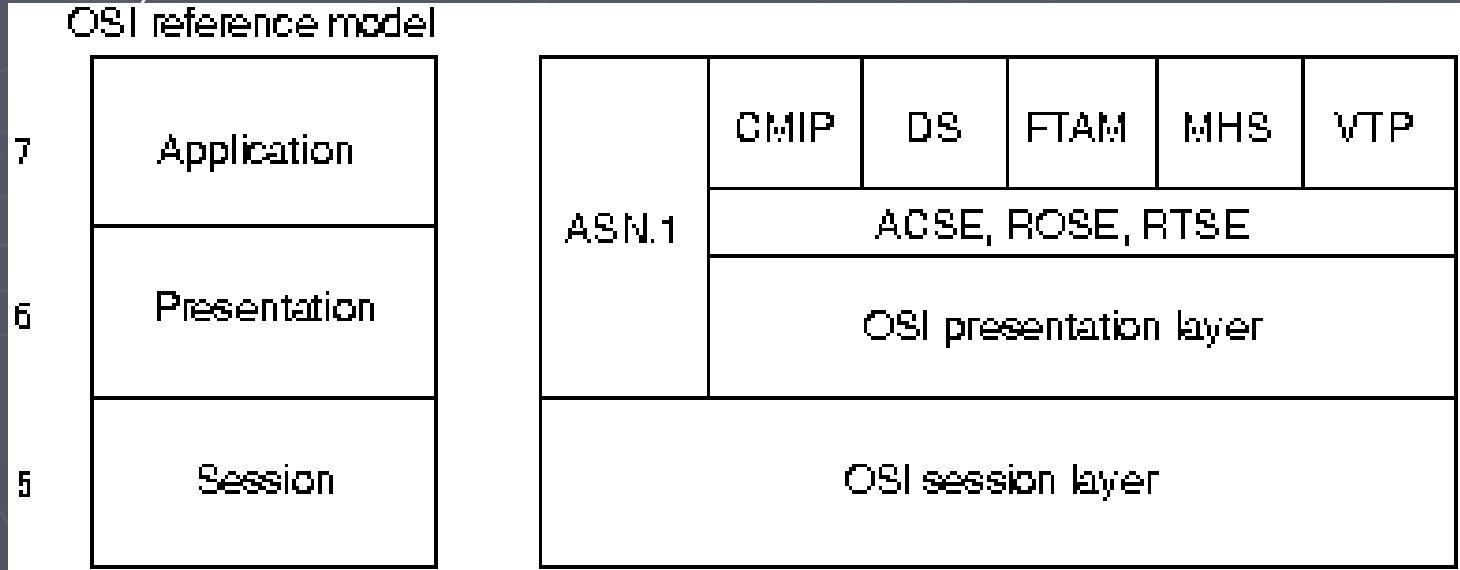 OSI reference model
7
Application
6
Presentation
5
Session
ASN.1
CMIP
DS
FTAM
MHS
VTP
ACSE, ROSE, RTSE
OSI presentation layer
OSI session layer